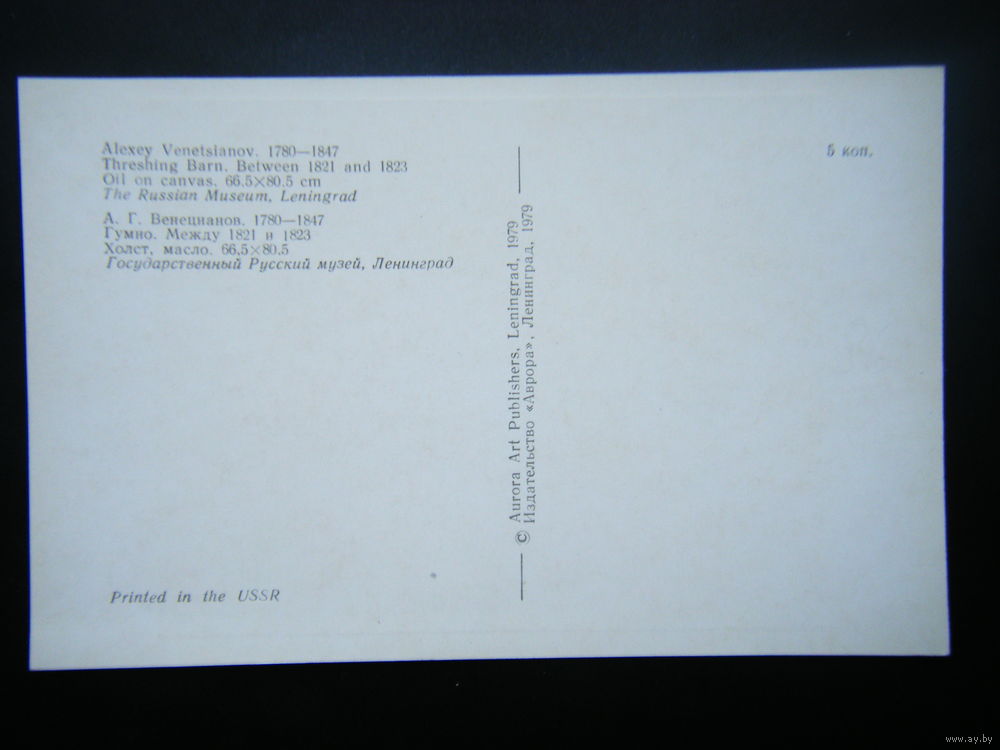 Alexey Venetsianov. 1780—1847
Threshing Barn. Between 1821 and 1823
Oil on canvas. 66.5×80.5 cm
The Russian Museum, Leningrad
А. Г. Венецианов. 1780—1847
Гумно. Между 1821 и 1823
Холст, масло. 66,5×80.5
Государственный Русский музей, Ленинград
Printed in the USSR
© Aurora Art Publishers, Leningrad, 1979
Издательство «Аврора», Ленинград, 1979
5 коп.
www.ay.by